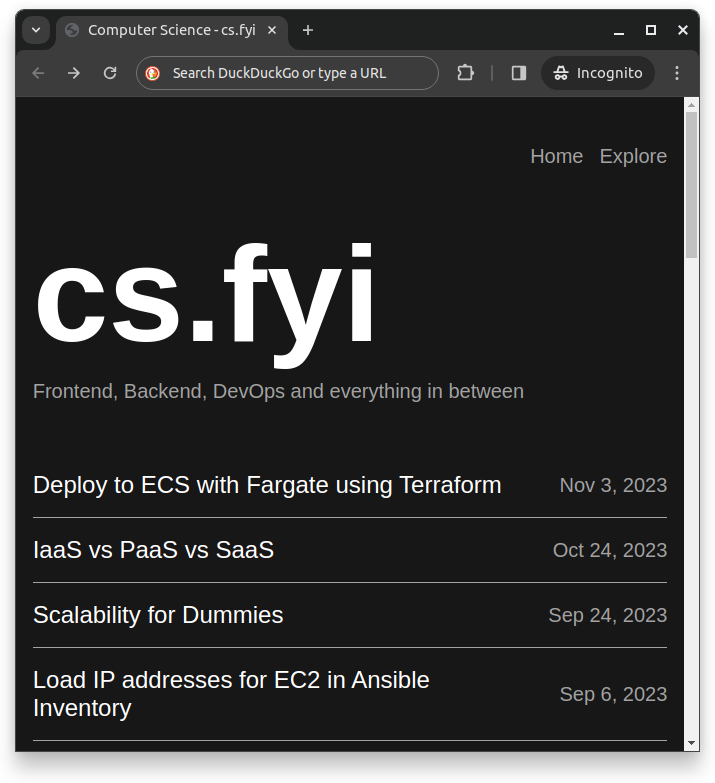 Computer Science - cs.fyi
Search DuckDuckGo or type a URL
Incognito
Home Explore
cs.fyi
Frontend, Backend, DevOps and everything in between
Deploy to ECS with Fargate using Terraform Nov 3, 2023
IaaS vs PaaS vs SaaS Oct 24, 2023
Scalability for Dummies Sep 24, 2023
Load IP addresses for EC2 in Ansible
Inventory
Sep 6, 2023